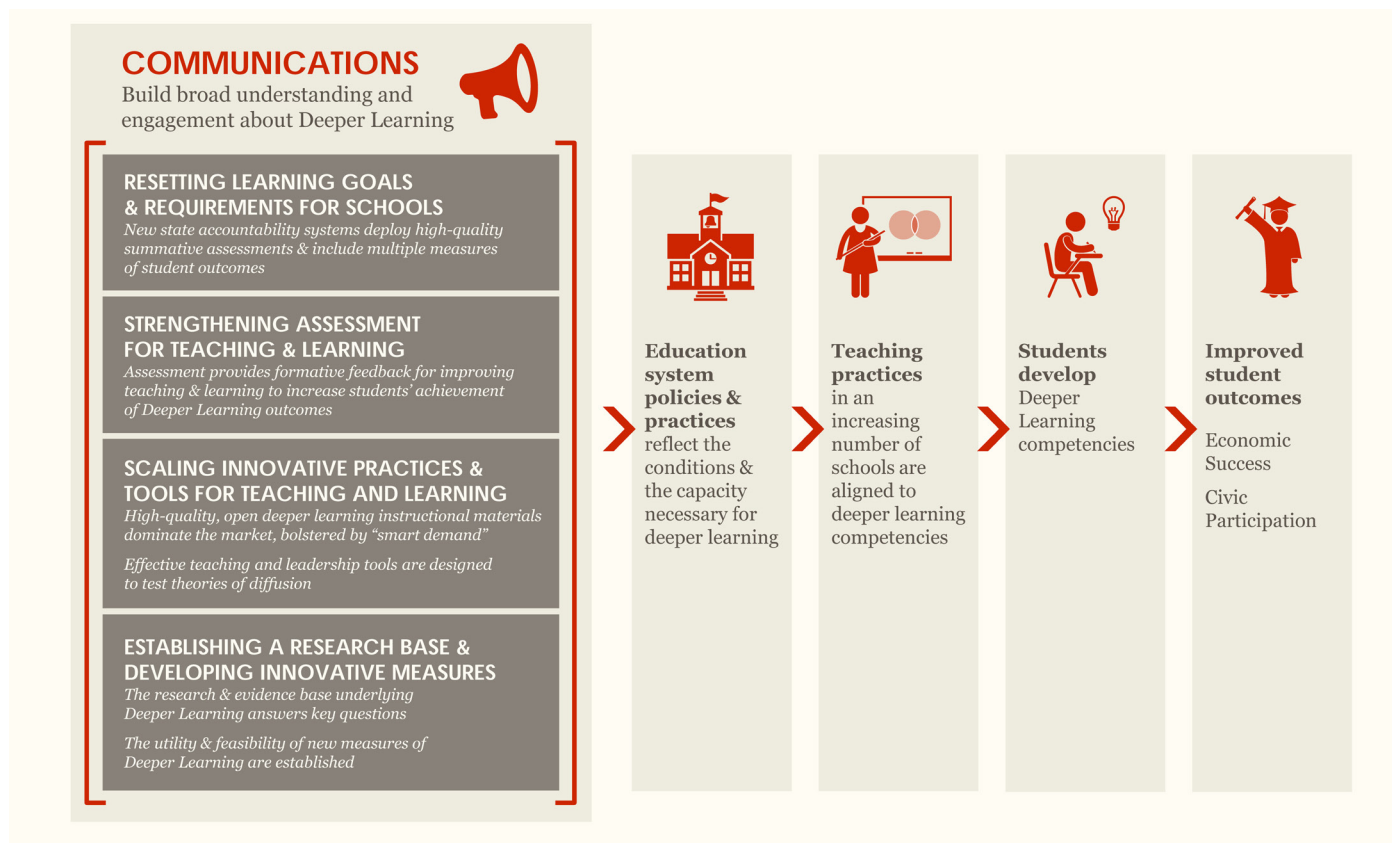 COMMUNICATIONS
Build broad understanding and
engagement about Deeper Learning
RESETTING LEARNING GOALS
& REQUIREMENTS FOR SCHOOLS
New state accountability systems deploy high-quality
summative assessments & include multiple measures
of student outcomes
STRENGTHENING ASSESSMENT
FOR TEACHING & LEARNING
Assessment provides formative feedback for improving
teaching & learning to increase students’ achievement
of Deeper Learning outcomes
SCALING INNOVATIVE PRACTICES &
TOOLS FOR TEACHING AND LEARNING
High-quality, open deeper learning instructional materials
dominate the market, bolstered by “smart demand”
Effective teaching and leadership tools are designed
to test theories of diffusion
ESTABLISHING A RESEARCH BASE &
DEVELOPING INNOVATIVE MEASURES
The research & evidence base underlying
Deeper Learning answers key questions
The utility & feasibility of new measures of
Deeper Learning are established
Education
system
policies &
practices
reflect the
conditions &
the capacity
necessary for
deeper learning
Teaching
practices
in an
increasing
number of
schools are
aligned to
deeper learning
competencies
Students
develop
Deeper
Learning
competencies
Improved
student
outcomes
Economic
Success
Civic
Participation